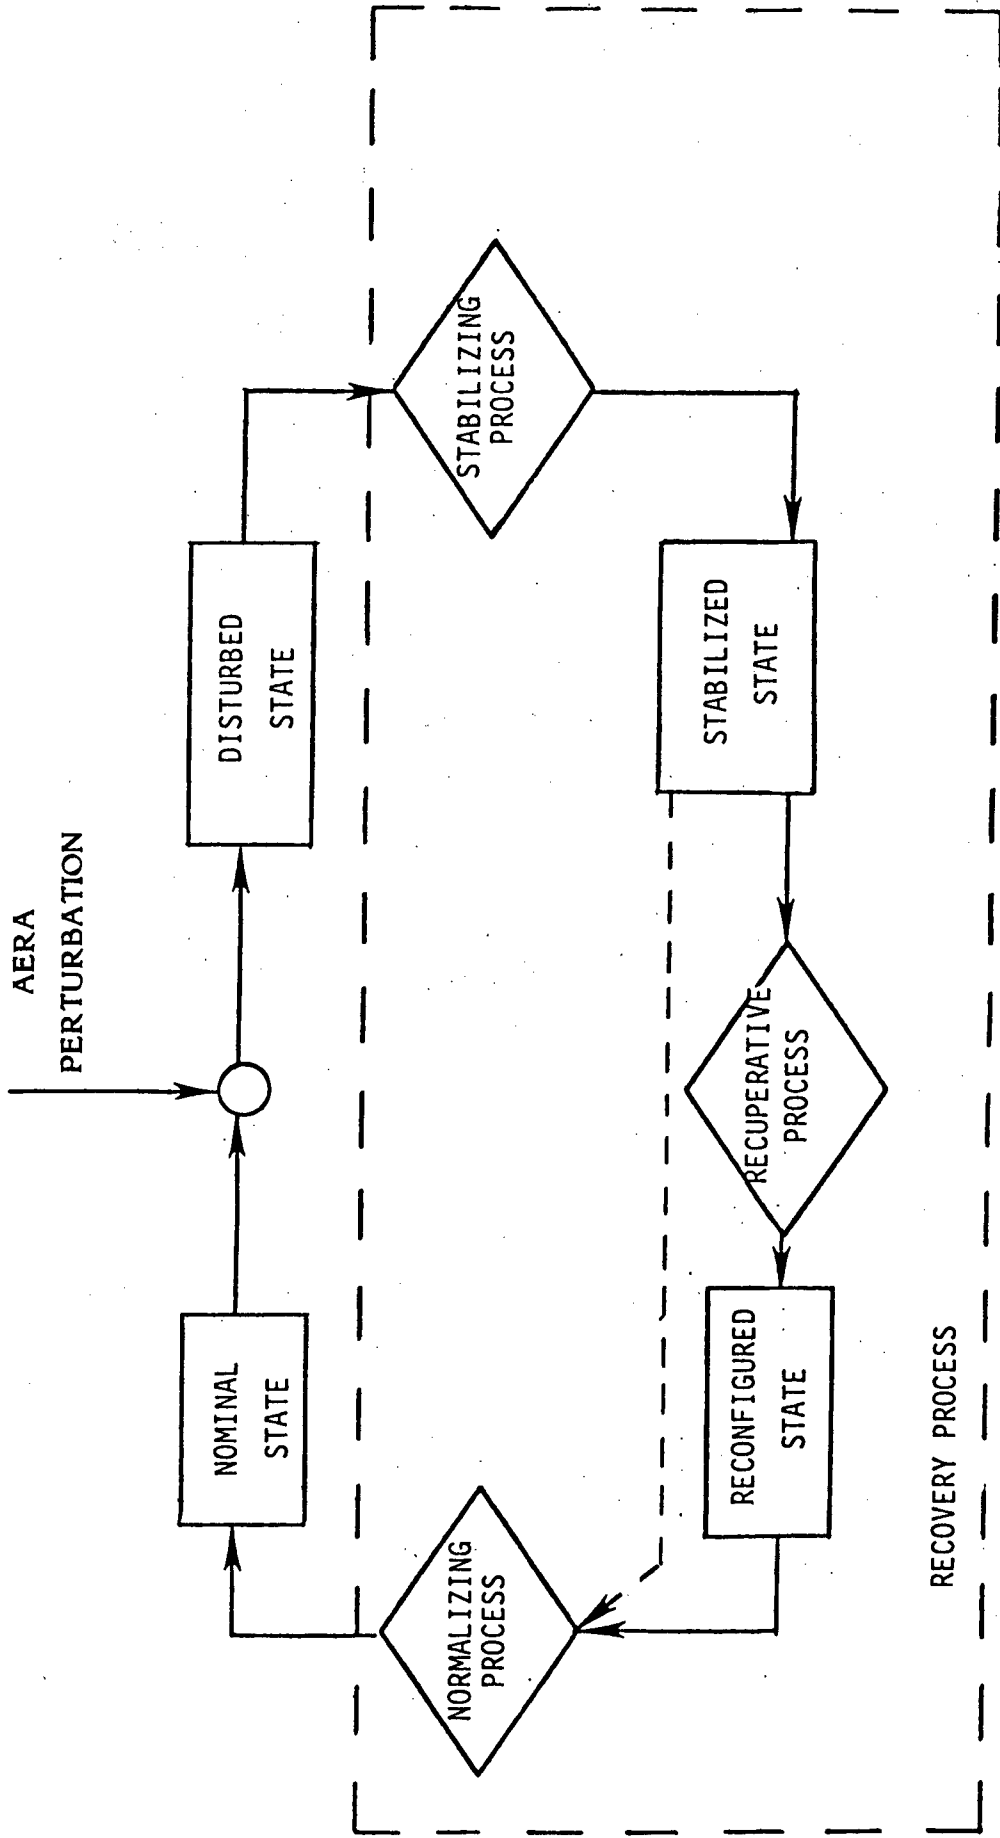 AERA
PERTURBATION
NOMINAL
STATE
DISTURBED
STATE
NORMALIZING
PROCESS
STABILIZING
PROCESS
RECONFIGURED
STATE
RECUPERATIVE
PROCESS
STABILIZED
STATE
RECOVERY PROCESS